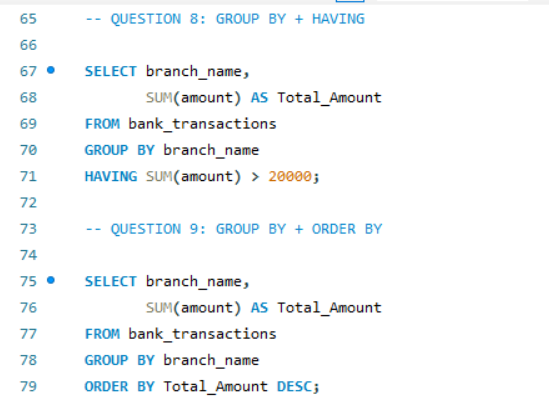 65 -- QUESTION 8: GROUP BY + HAVING
66
67 SELECT branch_name,
68 SUM(amount) AS Total_Amount
69 FROM bank_transactions
70 GROUP BY branch_name
71 HAVING SUM(amount) > 20000;
72
73 -- QUESTION 9: GROUP BY + ORDER BY
74
75 SELECT branch_name,
76 SUM(amount) AS Total_Amount
77 FROM bank_transactions
78 GROUP BY branch_name
79 ORDER BY Total_Amount DESC;